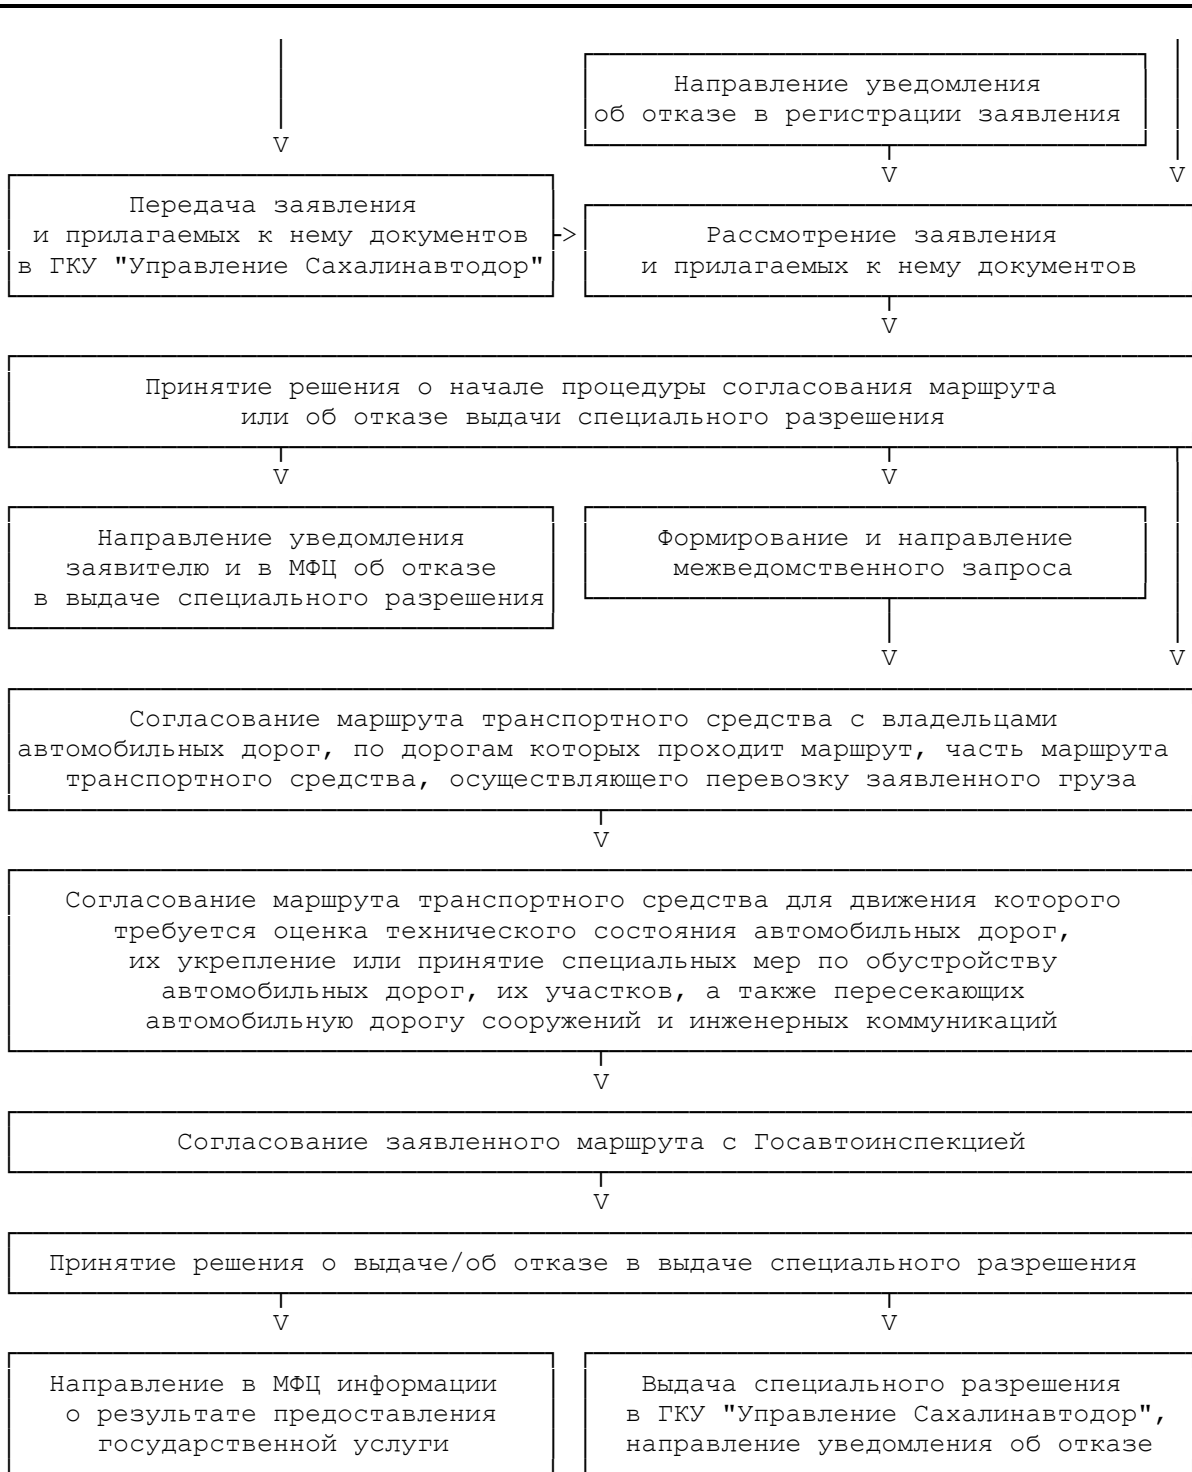 Направление уведомления
об отказе в регистрации заявления
V
V
V
Передача заявления
и прилагаемых к нему документов
в ГКУ "Управление Сахалинавтодор"
->
Рассмотрение заявления
и прилагаемых к нему документов
V
Принятие решения о начале процедуры согласования маршрута
или об отказе выдачи специального разрешения
V
V
Направление уведомления
заявителю и в МФЦ об отказе
в выдаче специального разрешения
Формирование и направление
межведомственного запроса
V
V
Согласование маршрута транспортного средства с владельцами
автомобильных дорог, по дорогам которых проходит маршрут, часть маршрута
транспортного средства, осуществляющего перевозку заявленного груза
V
Согласование маршрута транспортного средства для движения которого
требуется оценка технического состояния автомобильных дорог,
их укрепление или принятие специальных мер по обустройству
автомобильных дорог, их участков, а также пересекающих
автомобильную дорогу сооружений и инженерных коммуникаций
V
Согласование заявленного маршрута с Госавтоинспекцией
V
Принятие решения о выдаче/об отказе в выдаче специального разрешения
V
V
Направление в МФЦ информации
о результате предоставления
государственной услуги
Выдача специального разрешения
в ГКУ "Управление Сахалинавтодор",
направление уведомления об отказе